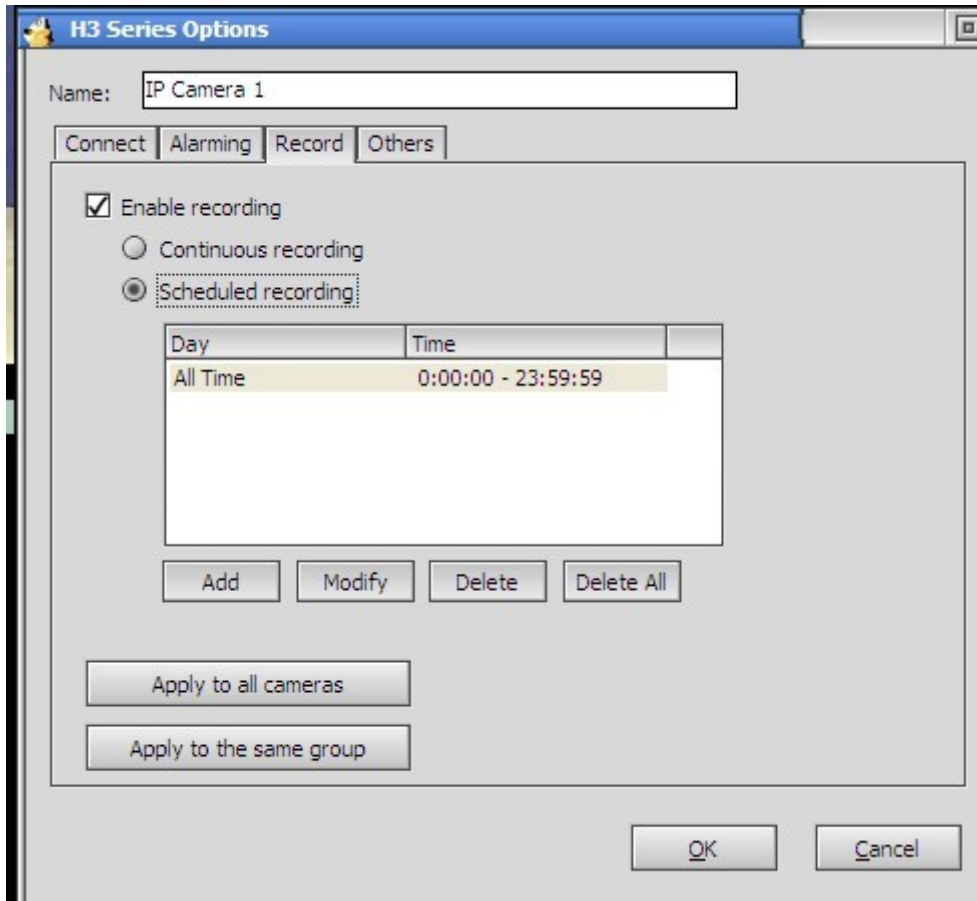 H3 Series Options
Name: IP Camera 1
Connect Alarming Record Others
Enable recording
Continuous recording
Scheduled recording
Day Time
All Time 0:00:00 - 23:59:59
Add Modify Delete Delete All
Apply to all cameras
Apply to the same group
OK Cancel